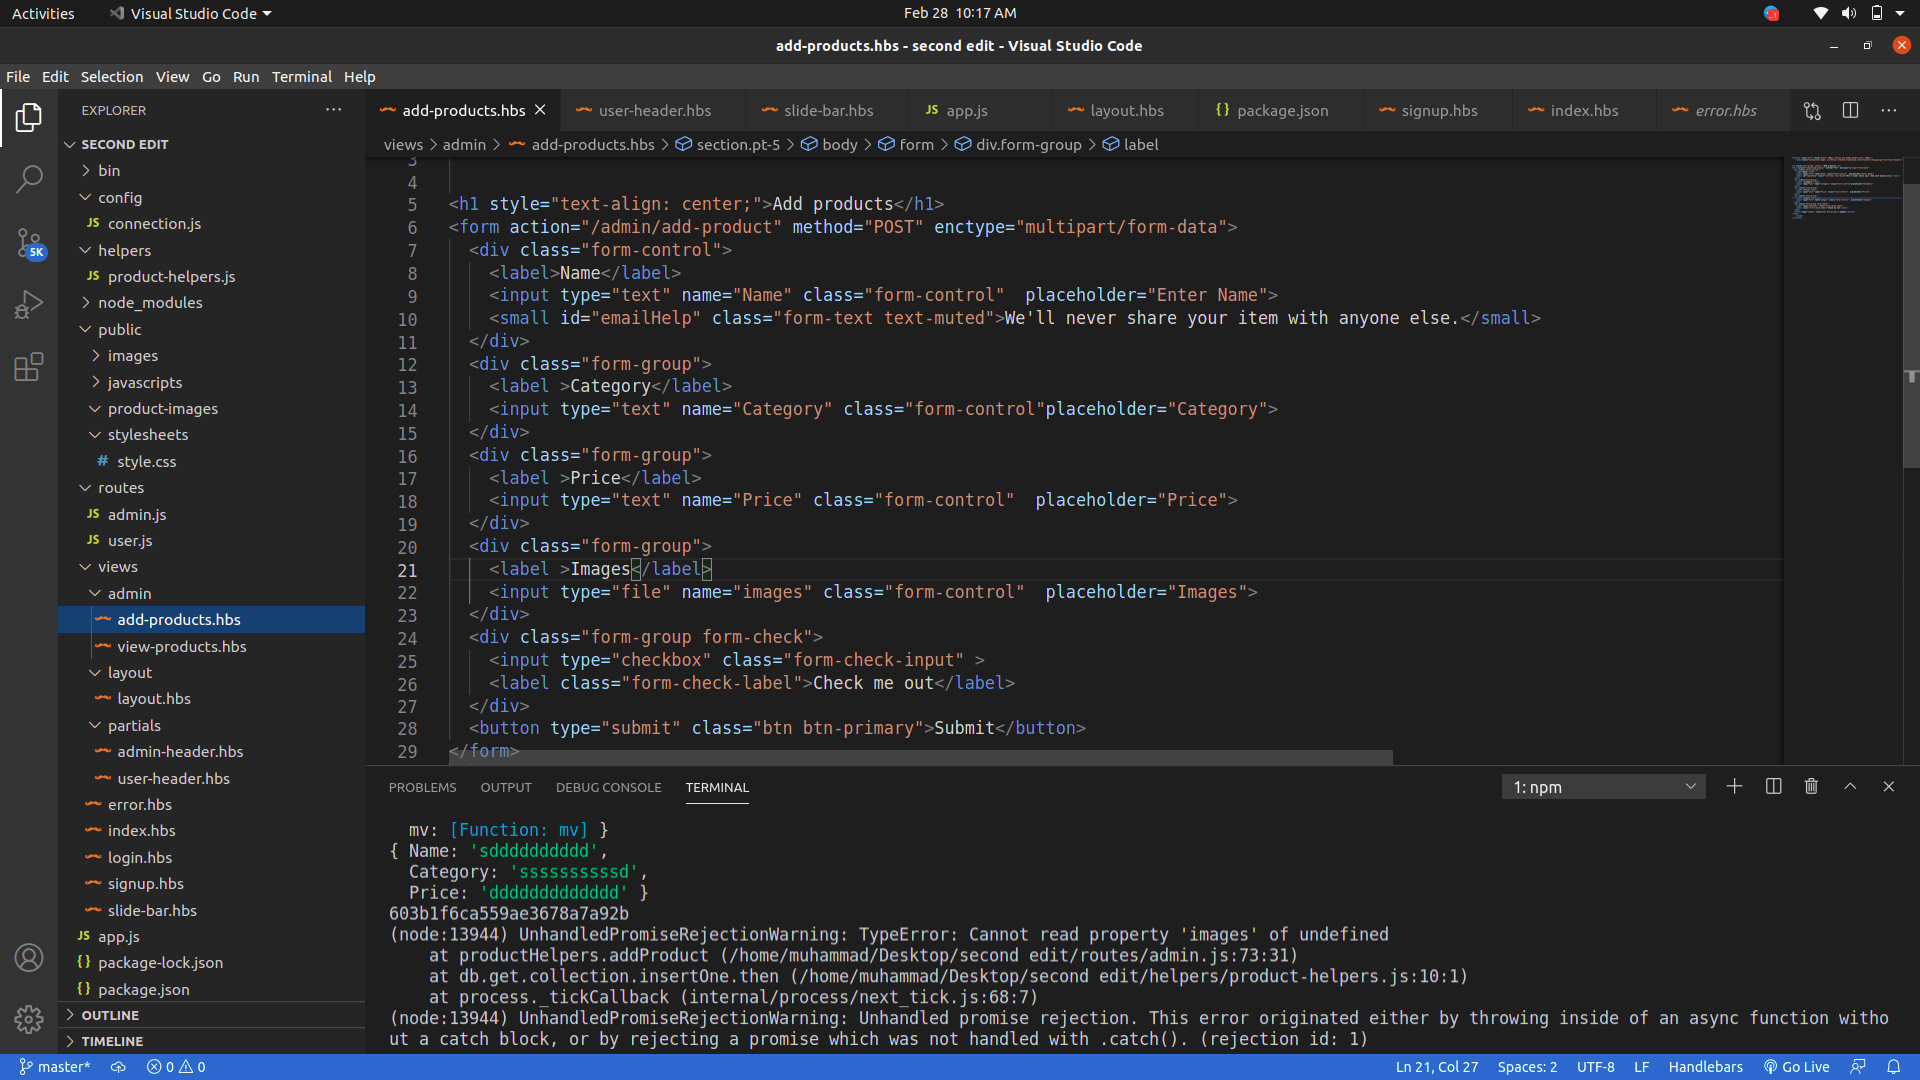 Activities
Visual Studio Code
Feb 28 10:17 AM
add-products.hbs - second edit - Visual Studio Code
File Edit Selection View Go Run Terminal Help
EXPLORER
SECOND EDIT
bin
config
JS connection.js
helpers
JS product-helpers.js
node_modules
public
images
javascripts
product-images
stylesheets
# style.css
routes
JS admin.js
JS user.js
views
admin
add-products.hbs
view-products.hbs
layout
layout.hbs
partials
admin-header.hbs
user-header.hbs
error.hbs
index.hbs
login.hbs
signup.hbs
slide-bar.hbs
JS app.js
{} package-lock.json
{} package.json
OUTLINE
TIMELINE
5K
add-products.hbs
user-header.hbs
slide-bar.hbs
JS app.js
layout.hbs
{} package.json
signup.hbs
index.hbs
error.hbs
views > admin > add-products.hbs > section.pt-5 > body > form > div.form-group > label
3
4
5 <h1 style="text-align: center;">Add products</h1>
6 <form action="/admin/add-product" method="POST" enctype="multipart/form-data">
7 <div class="form-control">
8 <label>Name</label>
9 <input type="text" name="Name" class="form-control"  placeholder="Enter Name">
10 <small id="emailHelp" class="form-text text-muted">We'll never share your item with anyone else.</small>
11 </div>
12 <div class="form-group">
13 <label >Category</label>
14 <input type="text" name="Category" class="form-control"placeholder="Category">
15 </div>
16 <div class="form-group">
17 <label >Price</label>
18 <input type="text" name="Price" class="form-control"  placeholder="Price">
19 </div>
20 <div class="form-group">
21 <label >Images</label>
22 <input type="file" name="images" class="form-control"  placeholder="Images">
23 </div>
24 <div class="form-group form-check">
25 <input type="checkbox" class="form-check-input" >
26 <label class="form-check-label">Check me out</label>
27 </div>
28 <button type="submit" class="btn btn-primary">Submit</button>
29 </form>
PROBLEMS OUTPUT DEBUG CONSOLE TERMINAL
1: npm
mv: [Function: mv] }
{ Name: 'sddddddddddd',
Category: 'sssssssssssd',
Price: 'ddddddddddddd' }
603b1f6ca559ae3678a7a92b
(node:13944) UnhandledPromiseRejectionWarning: TypeError: Cannot read property 'images' of undefined
at productHelpers.addProduct (/home/muhammad/Desktop/second edit/routes/admin.js:73:31)
at db.get.collection.insertOne.then (/home/muhammad/Desktop/second edit/helpers/product-helpers.js:10:1)
at process._tickCallback (internal/process/next_tick.js:68:7)
(node:13944) UnhandledPromiseRejectionWarning: Unhandled promise rejection. This error originated either by throwing inside of an async function witho
ut a catch block, or by rejecting a promise which was not handled with .catch(). (rejection id: 1)
master* 0 0
Ln 21, Col 27 Spaces: 2 UTF-8 LF Handlebars Go Live